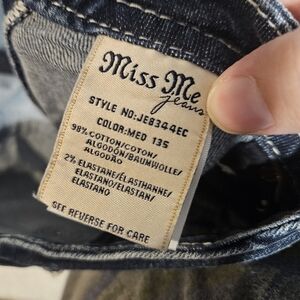 Miss Me
jeans
STYLE NO:JE8344EC
COLOR:MED 135
98% COTTON/COTON/
ALGODÓN/BAUMWOLLE/
ALGODÃO
2% ELASTANE/ÉLASTHANNE/
ELASTANO/ELASTAN/
ELASTANO
SEE REVERSE FOR CARE